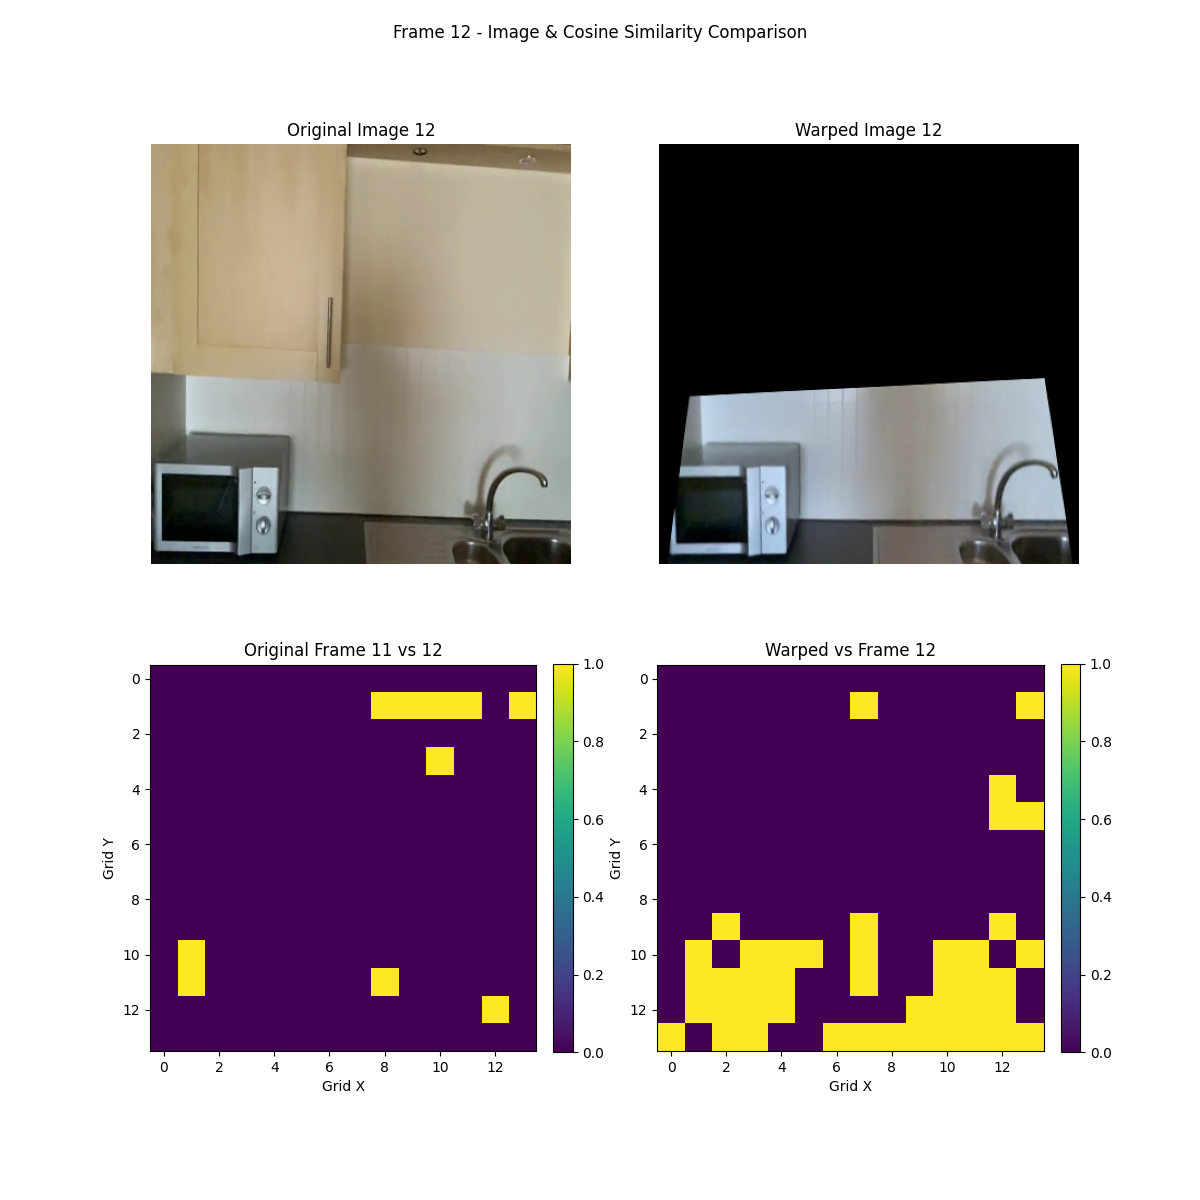 Frame 12 - Image & Cosine Similarity Comparison
Original Image 12
Warped Image 12
Original Frame 11 vs 12
Warped vs Frame 12
0
2
4
6
8
10
12
Grid Y
0 2 4 6 8 10 12
Grid X
1.0
0.8
0.6
0.4
0.2
0.0
0
2
4
6
8
10
12
Grid Y
0 2 4 6 8 10 12
Grid X
1.0
0.8
0.6
0.4
0.2
0.0